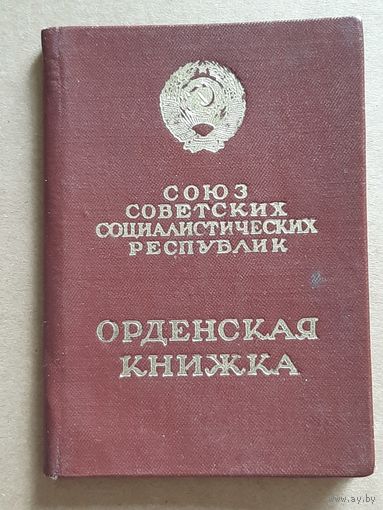 СОЮЗ
СОВЕТСКИХ
СОЦИАЛИСТИЧЕСКИХ
РЕСПУБЛИК
ОРДЕНСКАЯ
КНИЖКА
www.ay.by